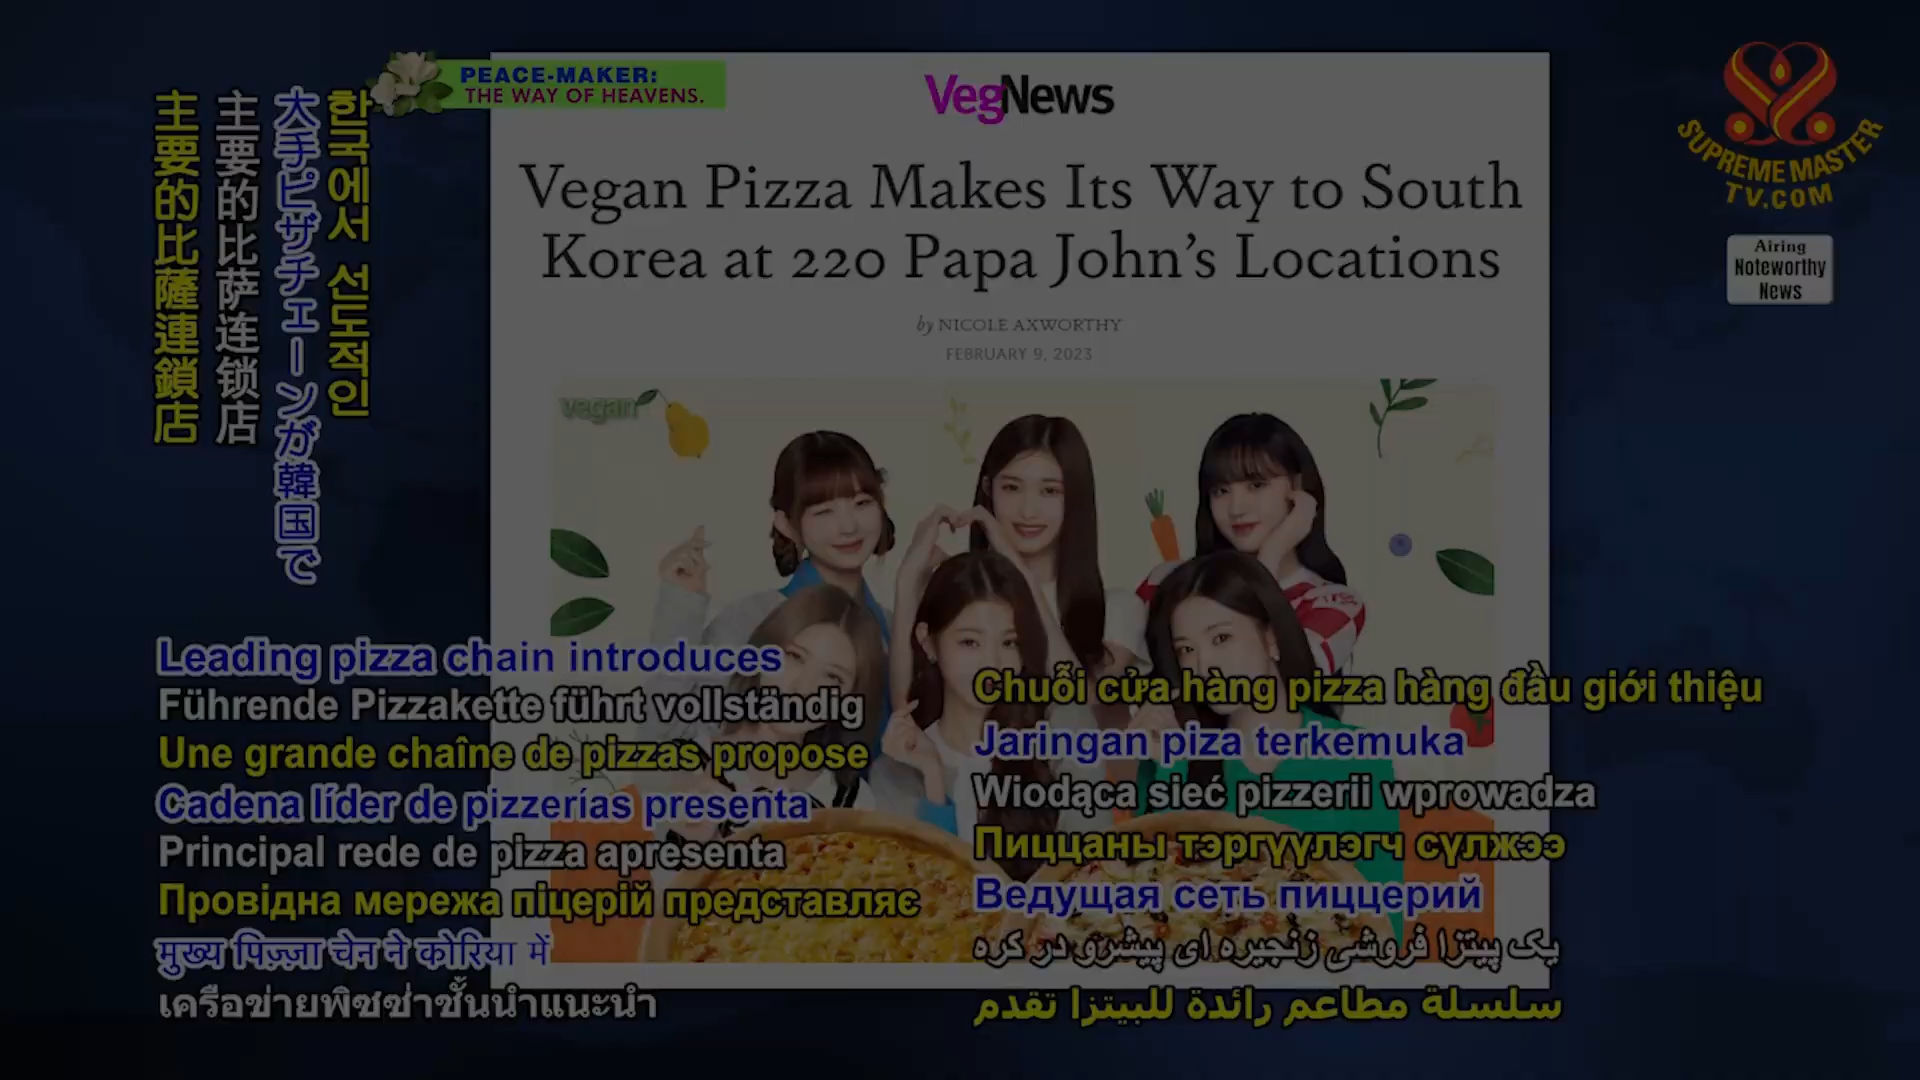 PEACE-MAKER:
THE WAY OF HEAVENS.
VegNews
Vegan Pizza Makes Its Way to South
Korea at 220 Papa John's Locations
by NICOLE AXWORTHY
FEBRUARY 9, 2023
vegan
SUPREME MASTER
TV.COM
Airing
Noteworthy
News
한국에서 선도적인
大手ピザチェーンが韓国で
主要的比萨连锁店
主要的比薩連鎖店
Leading pizza chain introduces
Führende Pizzakette führt vollständig
Une grande chaîne de pizzas propose
Cadena líder de pizzerías presenta
Principal rede de pizza apresenta
Провідна мережа піцерій представляє
मुख्य पिज़्ज़ा चेन ने कोरिया में
เครือข่ายพิซซ่าชั้นนำแนะนำ
Chuỗi cửa hàng pizza hàng đầu giới thiệu
Jaringan piza terkemuka
Wiodąca sieć pizzerii wprowadza
Пиццаны тэргүүлэгч сүлжээ
Ведущая сеть пиццерий
یک پیتزا فروشی زنجیره ای پیشرو در کره
سلسلة مطاعم رائدة للبيتزا تقدم